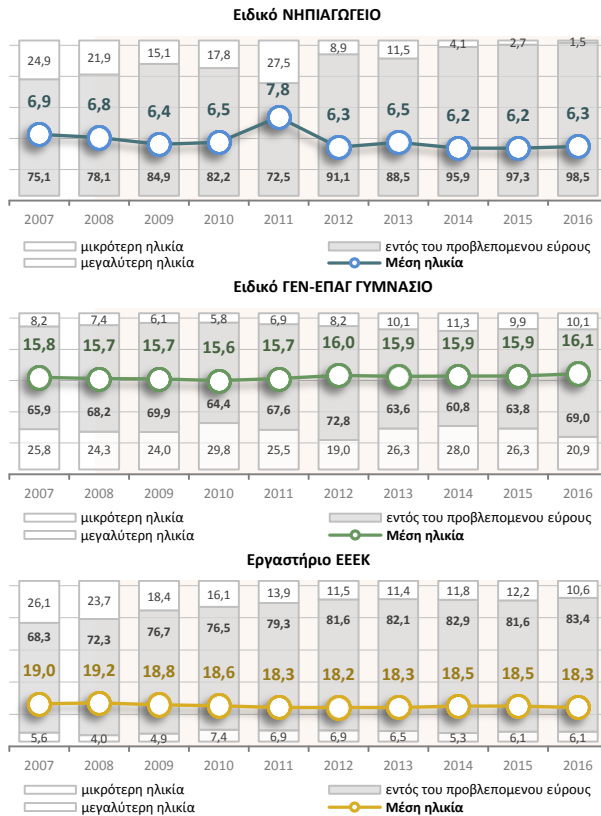 Ειδικό ΝΗΠΙΑΓΩΓΕΙΟ
24,9 21,9 15,1 17,8 27,5 8,9 11,5 4,1 2,7 1,5
6,9 6,8 6,4 6,5 7,8 6,3 6,5 6,2 6,2 6,3
75,1 78,1 84,9 82,2 72,5 91,1 88,5 95,9 97,3 98,5
2007 2008 2009 2010 2011 2012 2013 2014 2015 2016
μικρότερη ηλικία εντός του προβλεπομενου εύρους
μεγαλύτερη ηλικία Μέση ηλικία
Ειδικό ΓΕΝ-ΕΠΑΓ ΓΥΜΝΑΣΙΟ
8,2 7,4 6,1 5,8 6,9 8,2 10,1 11,3 9,9 10,1
15,8 15,7 15,7 15,6 15,7 16,0 15,9 15,9 15,9 16,1
65,9 68,2 69,9 64,4 67,6 72,8 63,6 60,8 63,8 69,0
25,8 24,3 24,0 29,8 25,5 19,0 26,3 28,0 26,3 20,9
2007 2008 2009 2010 2011 2012 2013 2014 2015 2016
μικρότερη ηλικία εντός του προβλεπομενου εύρους
μεγαλύτερη ηλικία Μέση ηλικία
Εργαστήριο ΕΕΕΚ
26,1 23,7 18,4 16,1 13,9 11,5 11,4 11,8 12,2 10,6
68,3 72,3 76,7 76,5 79,3 81,6 82,1 82,9 81,6 83,4
19,0 19,2 18,8 18,6 18,3 18,2 18,3 18,5 18,5 18,3
5,6 4,0 4,9 7,4 6,9 6,9 6,5 5,3 6,1 6,1
2007 2008 2009 2010 2011 2012 2013 2014 2015 2016
μικρότερη ηλικία εντός του προβλεπομενου εύρους
μεγαλύτερη ηλικία Μέση ηλικία